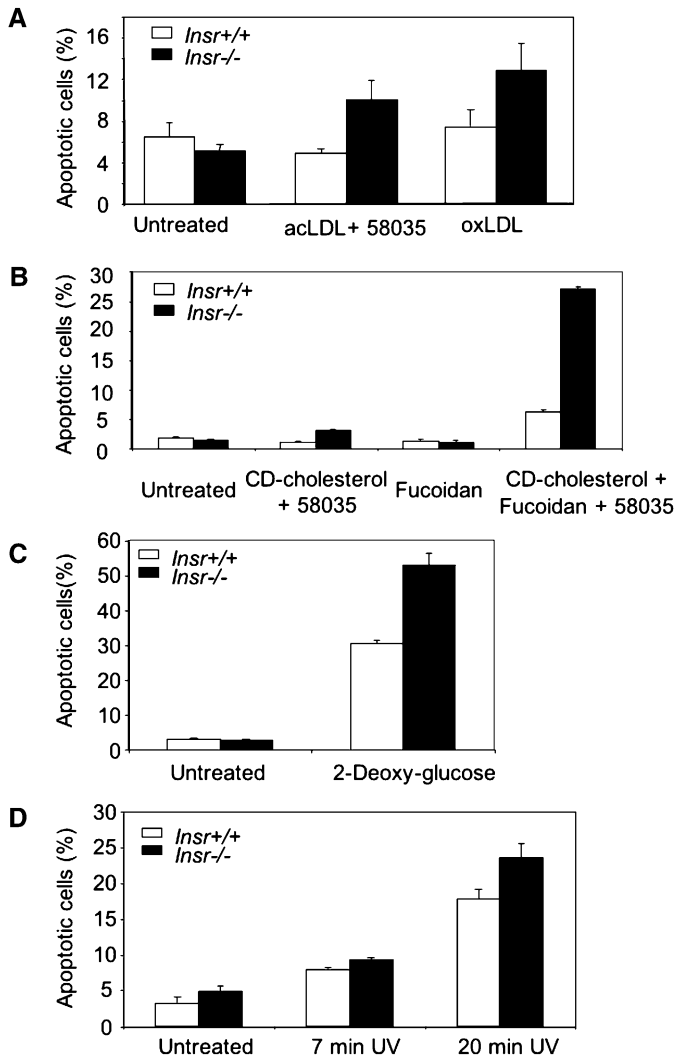 A
Apoptotic cells (%)
16
12
8
4
0
Insr+/+
Insr-/-
Untreated
acLDL+ 58035
oxLDL
B
Apoptotic cells (%)
30
25
20
15
10
5
0
Insr+/+
Insr-/-
Untreated
CD-cholesterol
+ 58035
Fucoidan
CD-cholesterol +
Fucoidan + 58035
C
Apoptotic cells(%)
60
50
40
30
20
10
0
Insr+/+
Insr-/-
Untreated
2-Deoxy-glucose
D
Apoptotic cells (%)
30
25
20
15
10
5
0
Insr+/+
Insr-/-
Untreated
7 min UV
20 min UV